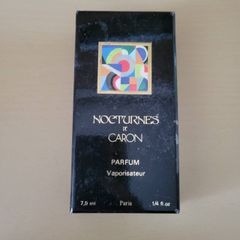 NOCTURNES
DE
CARON
PARFUM
Vaporisateur
7,5 ml Paris 1/4 fl.oz